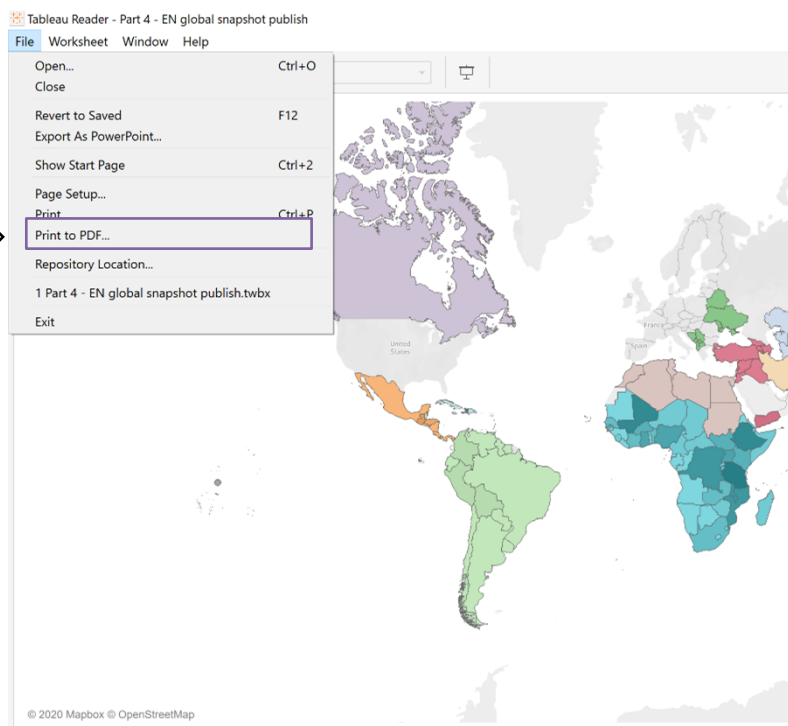 Tableau Reader - Part 4 - EN global snapshot publish
File Worksheet Window Help
Open... Ctrl+O
Close
Revert to Saved F12
Export As PowerPoint...
Show Start Page Ctrl+2
Page Setup...
Print Ctrl+P
Print to PDF...
Repository Location...
1 Part 4 - EN global snapshot publish.twbx
Exit
France
Spain
United
States
© 2020 Mapbox © OpenStreetMap